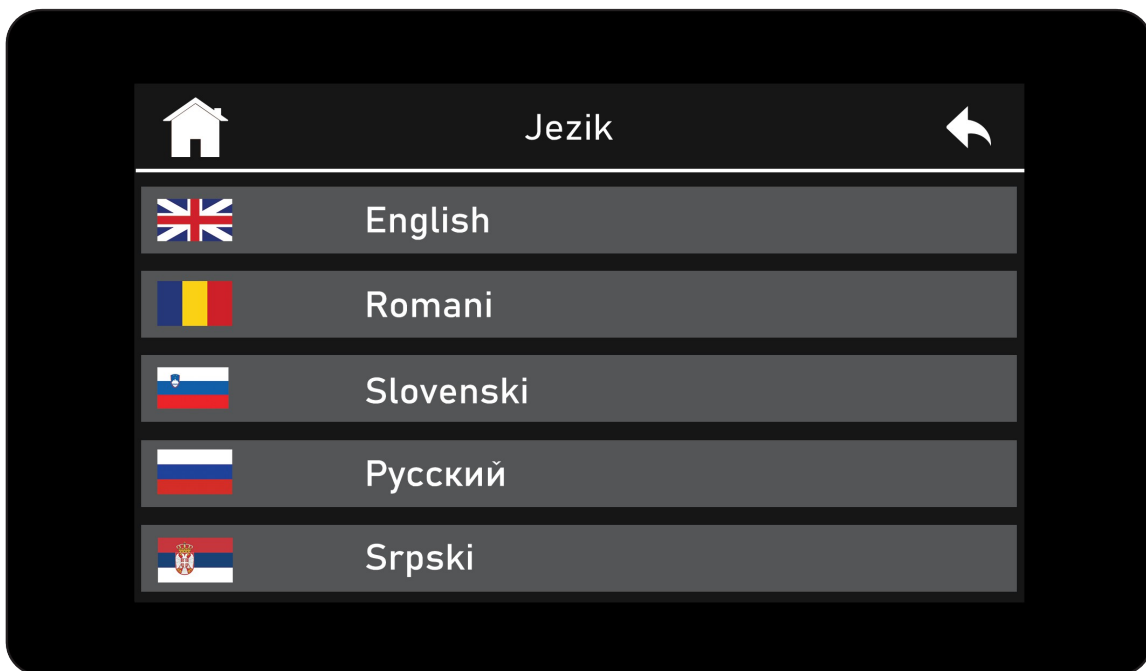 Jezik
English
Romani
Slovenski
Русский
Srpski